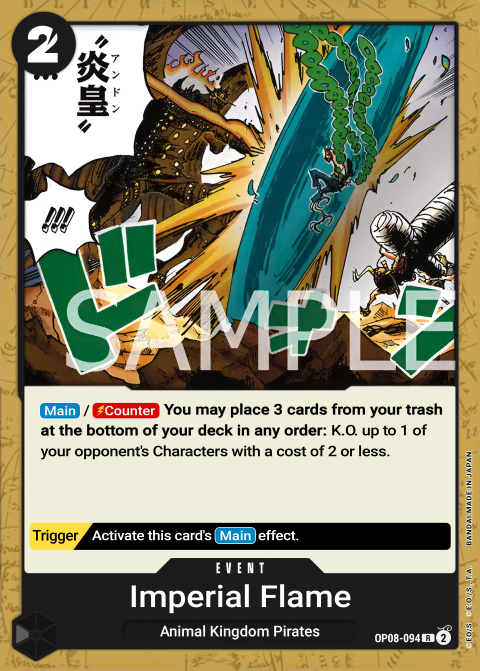 2
〝炎皇〟
アンドン
!!!
ド
SAMPLE
Main / Counter You may place 3 cards from your trash
at the bottom of your deck in any order: K.O. up to 1 of
your opponent's Characters with a cost of 2 or less.
Trigger Activate this card's Main effect.
EVENT
Imperial Flame
Animal Kingdom Pirates
OP08-094 R 2
BANDAI MADE IN JAPAN